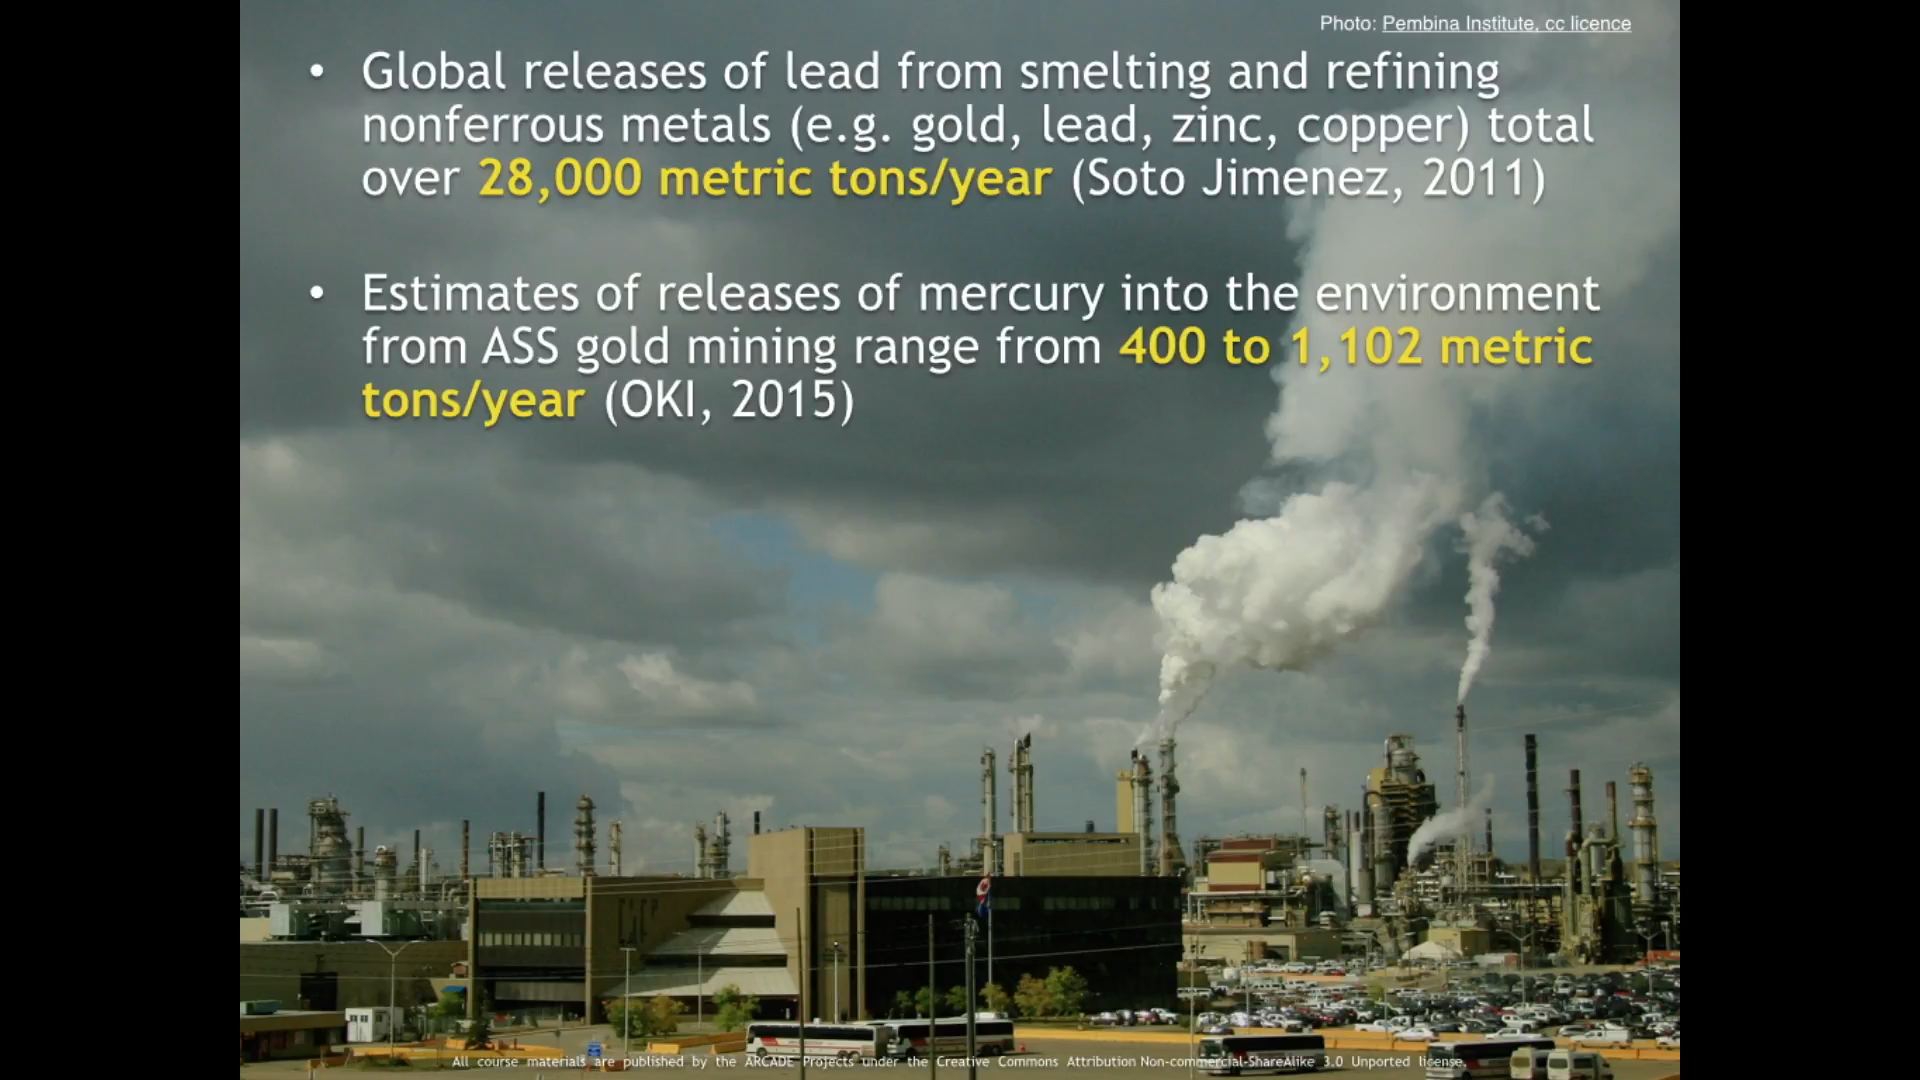 Photo: Pembina Institute, cc licence
• Global releases of lead from smelting and refining
nonferrous metals (e.g. gold, lead, zinc, copper) total
over 28,000 metric tons/year (Soto Jimenez, 2011)
• Estimates of releases of mercury into the environment
from ASS gold mining range from 400 to 1,102 metric
tons/year (OKI, 2015)
All course materials are published by the ARCADE Projects under the Creative Commons Attribution Non-commercial-ShareAlike 3.0 Unported license.